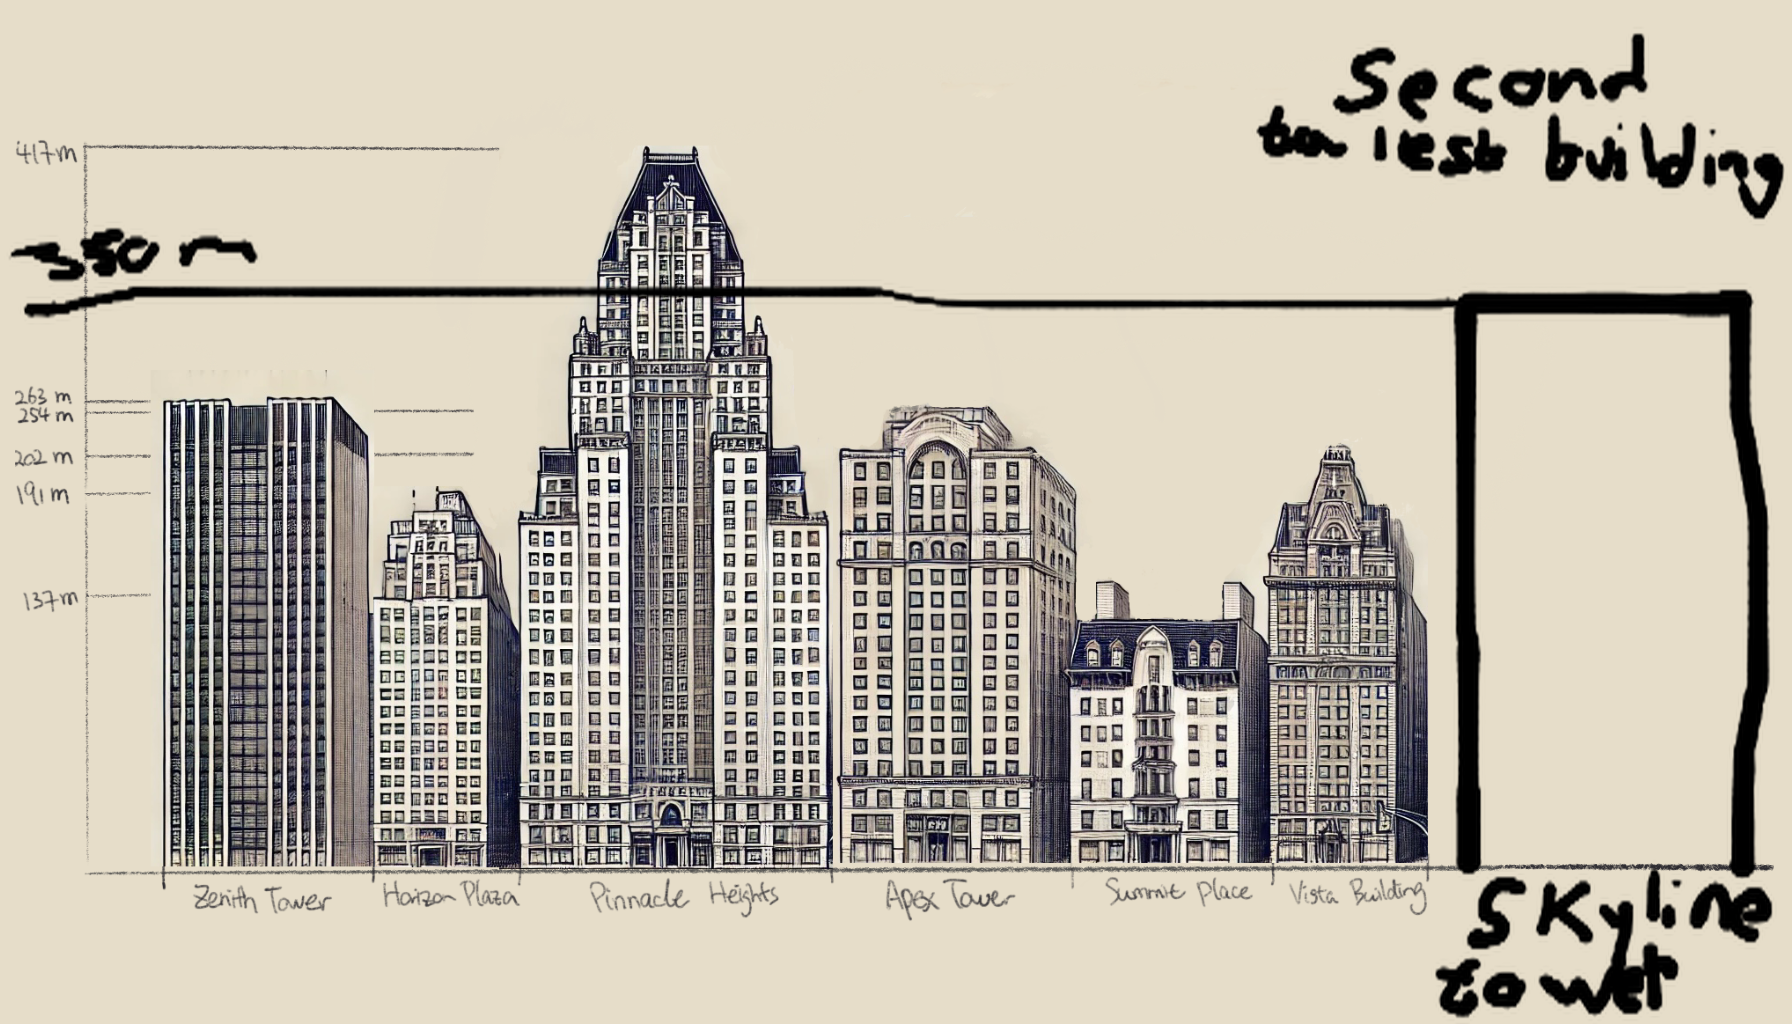 Second
tallest building
417m
350 m
263 m
254 m
202 m
191 m
137m
Zenith Tower
Horizon Plaza
Pinnacle Heights
Apex Tower
Summit Place
Vista Building
Skyline
tower